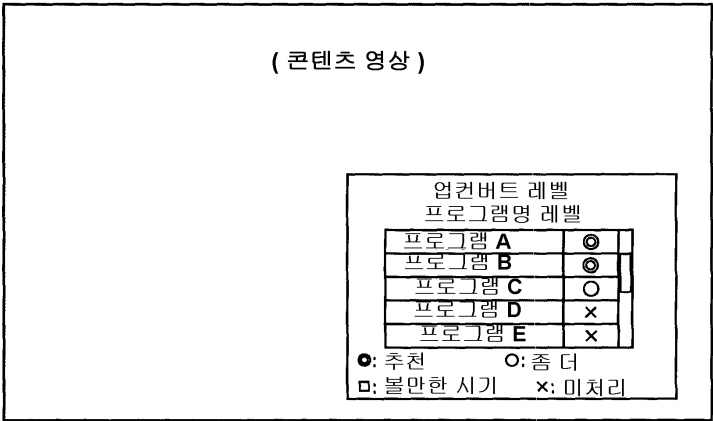 ( 콘텐츠 영상 )
업컨버트 레벨
프로그램명 레벨
프로그램 A ◎
프로그램 B ◎
프로그램 C ○
프로그램 D ×
프로그램 E ×
◎: 추천 ○: 좀 더
□: 볼만한 시기 ×: 미처리